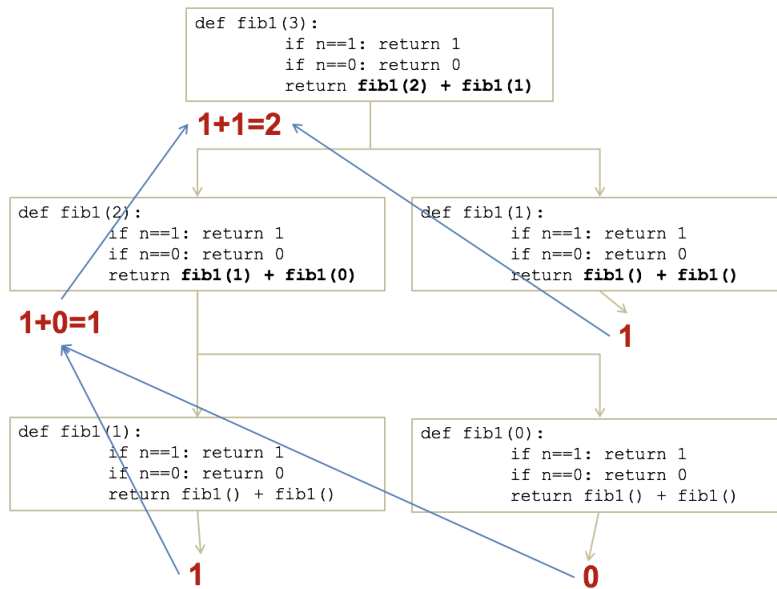 def fib1(3):
if n==1: return 1
if n==0: return 0
return fib1(2) + fib1(1)
1+1=2
def fib1(2):
if n==1: return 1
if n==0: return 0
return fib1(1) + fib1(0)
def fib1(1):
if n==1: return 1
if n==0: return 0
return fib1() + fib1()
1+0=1
1
def fib1(1):
if n==1: return 1
if n==0: return 0
return fib1() + fib1()
def fib1(0):
if n==1: return 1
if n==0: return 0
return fib1() + fib1()
1
0